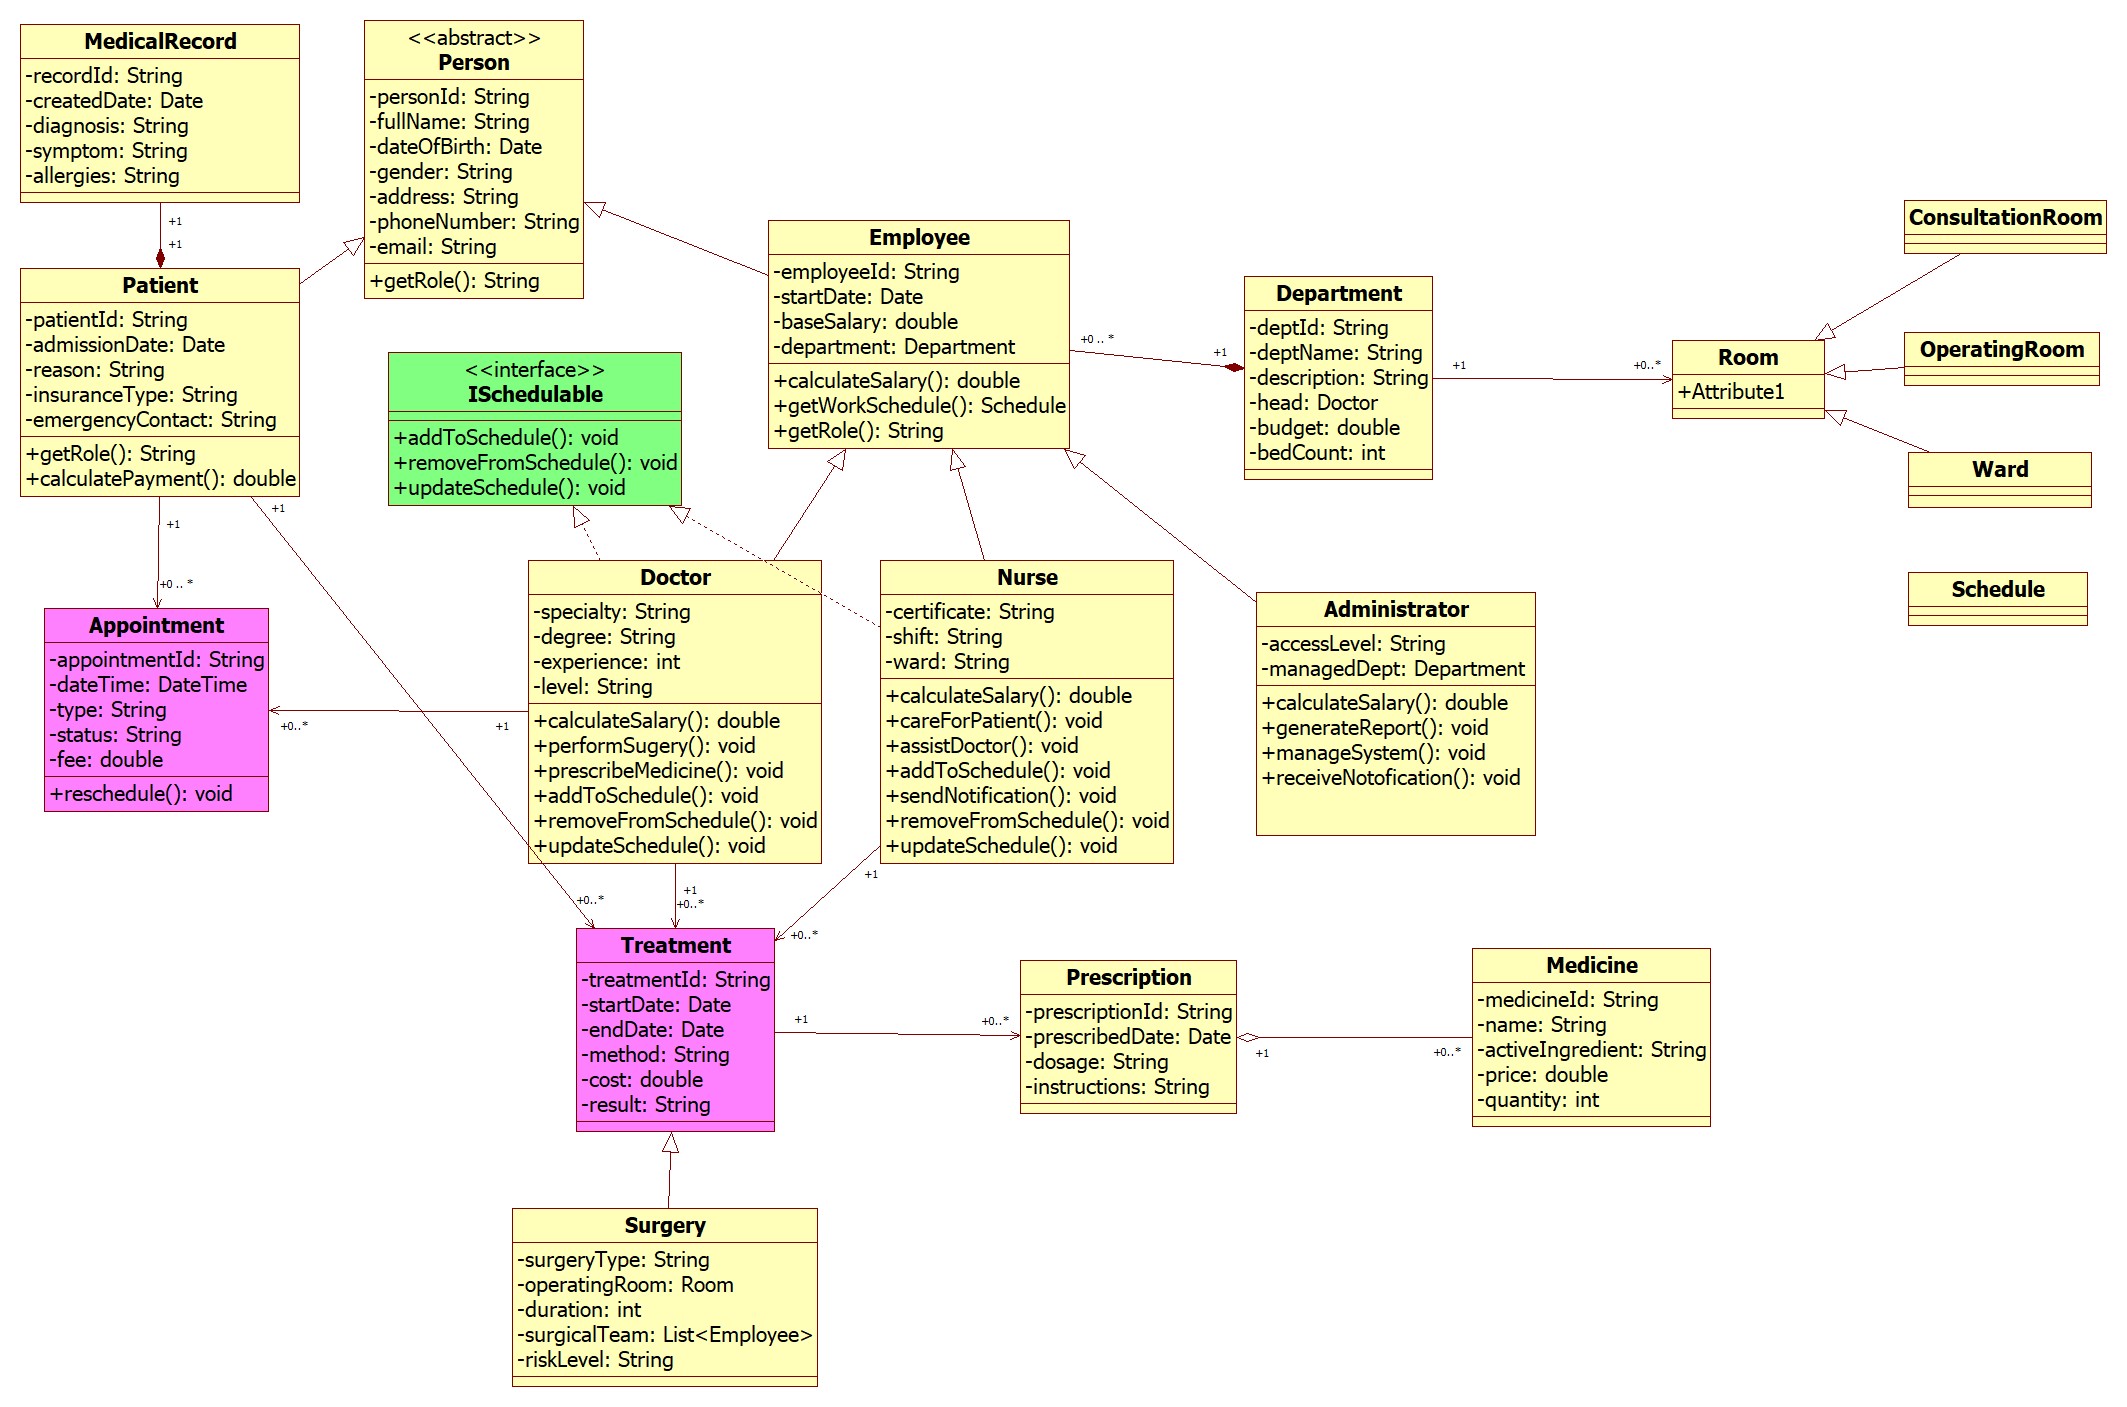 MedicalRecord
-recordId: String
-createdDate: Date
-diagnosis: String
-symptom: String
-allergies: String
+1
+1
<<abstract>>
Person
-personId: String
-fullName: String
-dateOfBirth: Date
-gender: String
-address: String
-phoneNumber: String
-email: String
+getRole(): String
Patient
-patientId: String
-admissionDate: Date
-reason: String
-insuranceType: String
-emergencyContact: String
+getRole(): String
+calculatePayment(): double
+1
+1
+0 .. *
<<interface>>
ISchedulable
+addToSchedule(): void
+removeFromSchedule(): void
+updateSchedule(): void
Employee
-employeeId: String
-startDate: Date
-baseSalary: double
-department: Department
+calculateSalary(): double
+getWorkSchedule(): Schedule
+getRole(): String
+0 .. *
+1
Department
-deptId: String
-deptName: String
-description: String
-head: Doctor
-budget: double
-bedCount: int
+1
+0..*
Room
+Attribute1
ConsultationRoom
OperatingRoom
Ward
Schedule
Appointment
-appointmentId: String
-dateTime: DateTime
-type: String
-status: String
-fee: double
+reschedule(): void
+0..*
+1
Doctor
-specialty: String
-degree: String
-experience: int
-level: String
+calculateSalary(): double
+performSugery(): void
+prescribeMedicine(): void
+addToSchedule(): void
+removeFromSchedule(): void
+updateSchedule(): void
Nurse
-certificate: String
-shift: String
-ward: String
+calculateSalary(): double
+careForPatient(): void
+assistDoctor(): void
+addToSchedule(): void
+sendNotification(): void
+removeFromSchedule(): void
+updateSchedule(): void
Administrator
-accessLevel: String
-managedDept: Department
+calculateSalary(): double
+generateReport(): void
+manageSystem(): void
+receiveNotofication(): void
+0..*
+1
+0..*
+1
+0..*
Treatment
-treatmentId: String
-startDate: Date
-endDate: Date
-method: String
-cost: double
-result: String
+1
+0..*
Prescription
-prescriptionId: String
-prescribedDate: Date
-dosage: String
-instructions: String
+1
+0..*
Medicine
-medicineId: String
-name: String
-activeIngredient: String
-price: double
-quantity: int
Surgery
-surgeryType: String
-operatingRoom: Room
-duration: int
-surgicalTeam: List<Employee>
-riskLevel: String